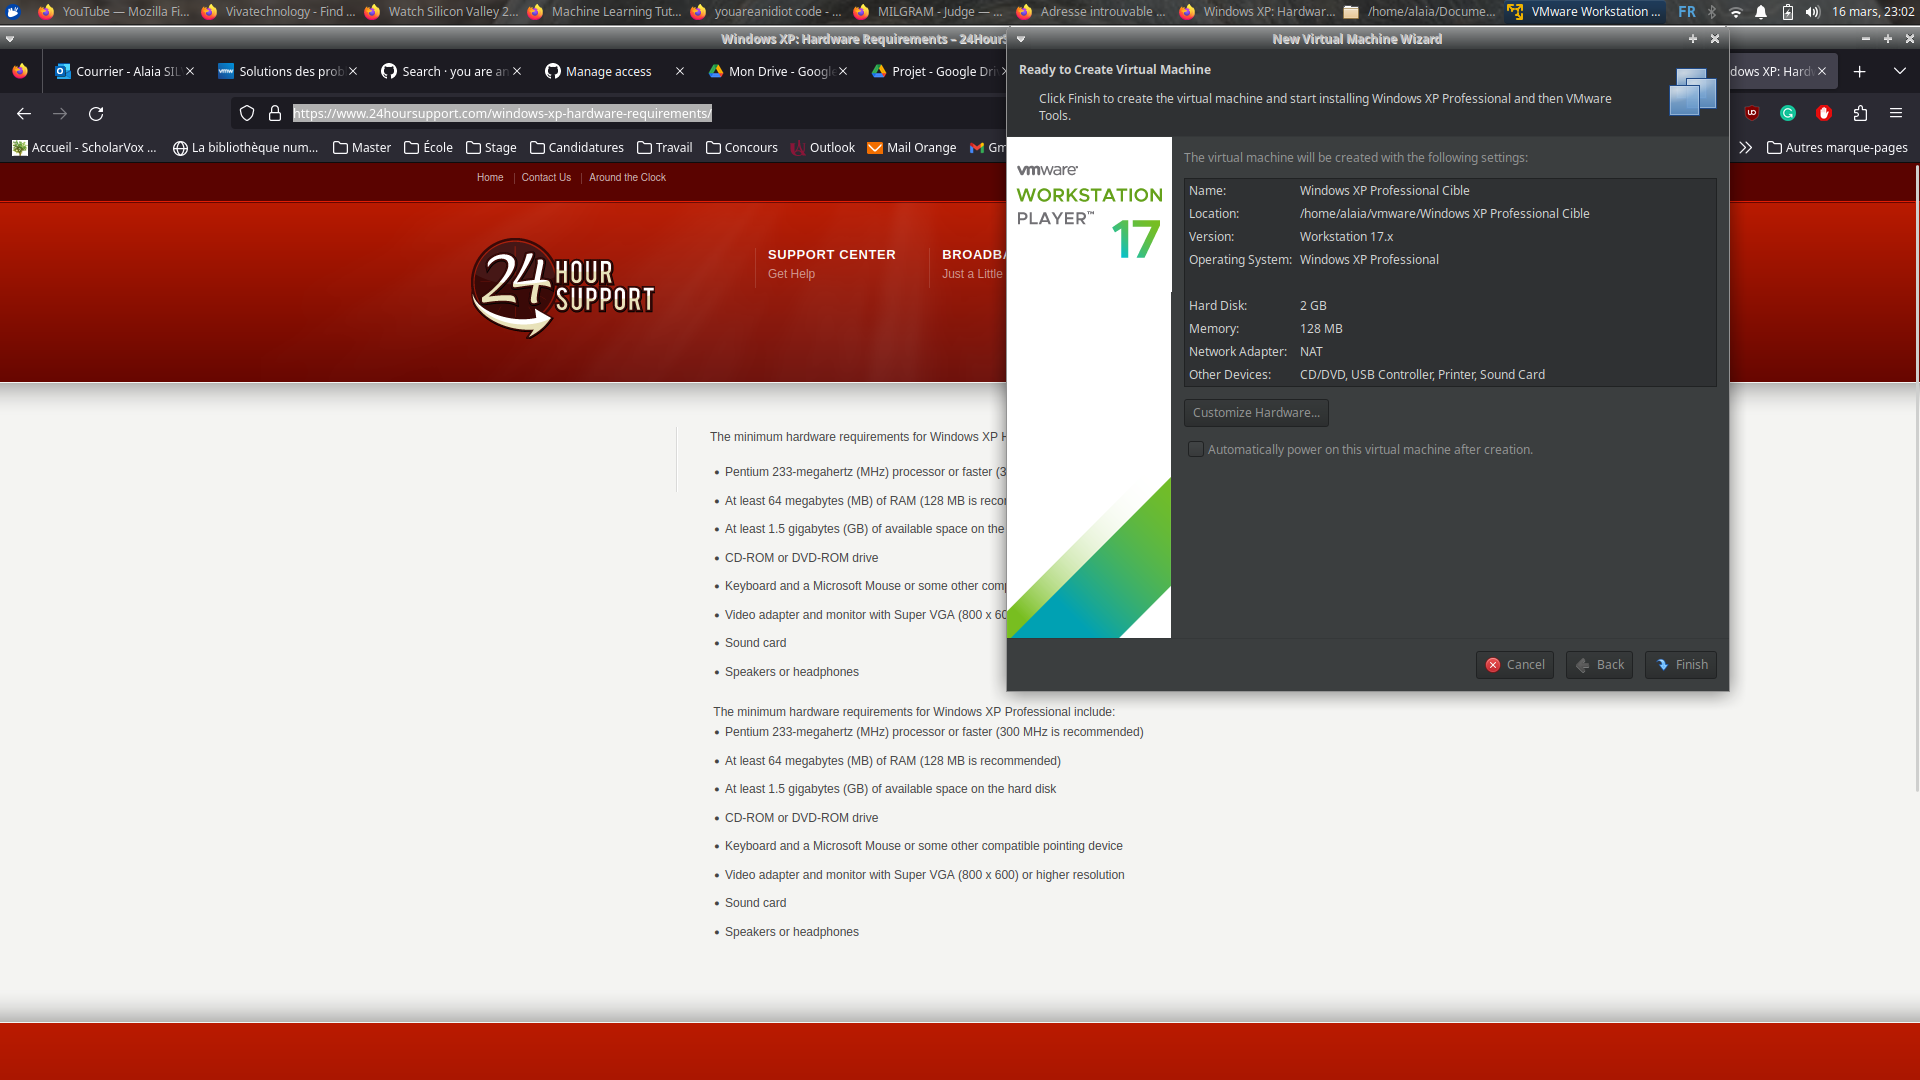 YouTube — Mozilla Fi...
Vivatechnology - Find ...
Watch Silicon Valley 2...
Machine Learning Tut...
youareanidiot code - ...
MILGRAM - Judge — ...
Adresse introuvable ...
Windows XP: Hardwar...
/home/alaia/Docume...
VMware Workstation ...
FR
16 mars, 23:02
Windows XP: Hardware Requirements – 24HourS
New Virtual Machine Wizard
Courrier - Alaia SIL
Solutions des prob
Search · you are an
Manage access
Mon Drive - Google
Projet - Google Dri
dows XP: Hard
https://www.24hoursupport.com/windows-xp-hardware-requirements/
Accueil - ScholarVox ...
La bibliothèque num...
Master
École
Stage
Candidatures
Travail
Concours
Outlook
Mail Orange
Gm
Autres marque-pages
Home
Contact Us
Around the Clock
24 HOUR SUPPORT
SUPPORT CENTER
Get Help
BROADBA
Just a Little
The minimum hardware requirements for Windows XP H
Pentium 233-megahertz (MHz) processor or faster (3
At least 64 megabytes (MB) of RAM (128 MB is recom
At least 1.5 gigabytes (GB) of available space on the
CD-ROM or DVD-ROM drive
Keyboard and a Microsoft Mouse or some other comp
Video adapter and monitor with Super VGA (800 x 60
Sound card
Speakers or headphones
The minimum hardware requirements for Windows XP Professional include:
Pentium 233-megahertz (MHz) processor or faster (300 MHz is recommended)
At least 64 megabytes (MB) of RAM (128 MB is recommended)
At least 1.5 gigabytes (GB) of available space on the hard disk
CD-ROM or DVD-ROM drive
Keyboard and a Microsoft Mouse or some other compatible pointing device
Video adapter and monitor with Super VGA (800 x 600) or higher resolution
Sound card
Speakers or headphones
Ready to Create Virtual Machine
Click Finish to create the virtual machine and start installing Windows XP Professional and then VMware
Tools.
vmware
WORKSTATION
PLAYER™
17
The virtual machine will be created with the following settings:
Name: Windows XP Professional Cible
Location: /home/alaia/vmware/Windows XP Professional Cible
Version: Workstation 17.x
Operating System: Windows XP Professional
Hard Disk: 2 GB
Memory: 128 MB
Network Adapter: NAT
Other Devices: CD/DVD, USB Controller, Printer, Sound Card
Customize Hardware...
Automatically power on this virtual machine after creation.
Cancel
Back
Finish